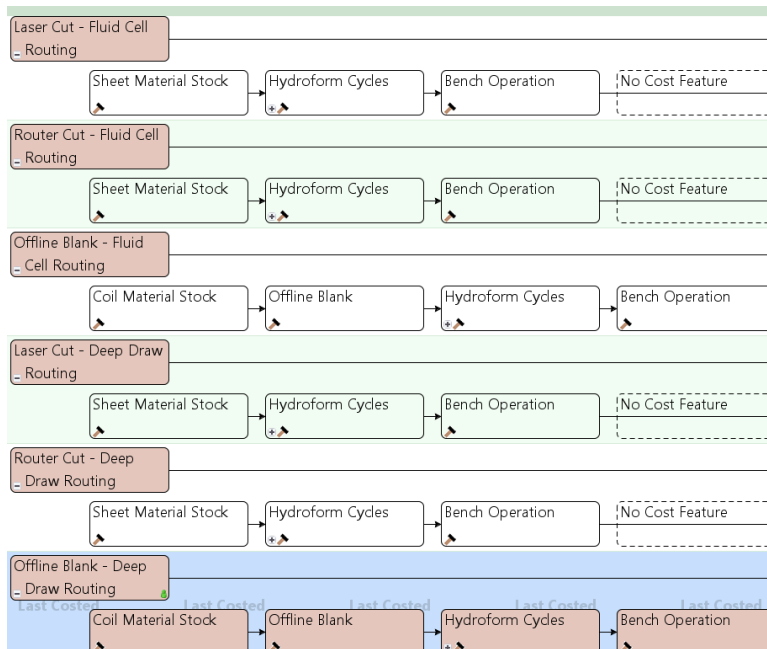 Laser Cut - Fluid Cell
Routing
Sheet Material Stock Hydroform Cycles Bench Operation No Cost Feature
Router Cut - Fluid Cell
Routing
Sheet Material Stock Hydroform Cycles Bench Operation No Cost Feature
Offline Blank - Fluid
Cell Routing
Coil Material Stock Offline Blank Hydroform Cycles Bench Operation
Laser Cut - Deep Draw
Routing
Sheet Material Stock Hydroform Cycles Bench Operation No Cost Feature
Router Cut - Deep
Draw Routing
Sheet Material Stock Hydroform Cycles Bench Operation No Cost Feature
Offline Blank - Deep
Draw Routing
Last Costed Last Costed Last Costed Last Costed Last Costed
Coil Material Stock Offline Blank Hydroform Cycles Bench Operation